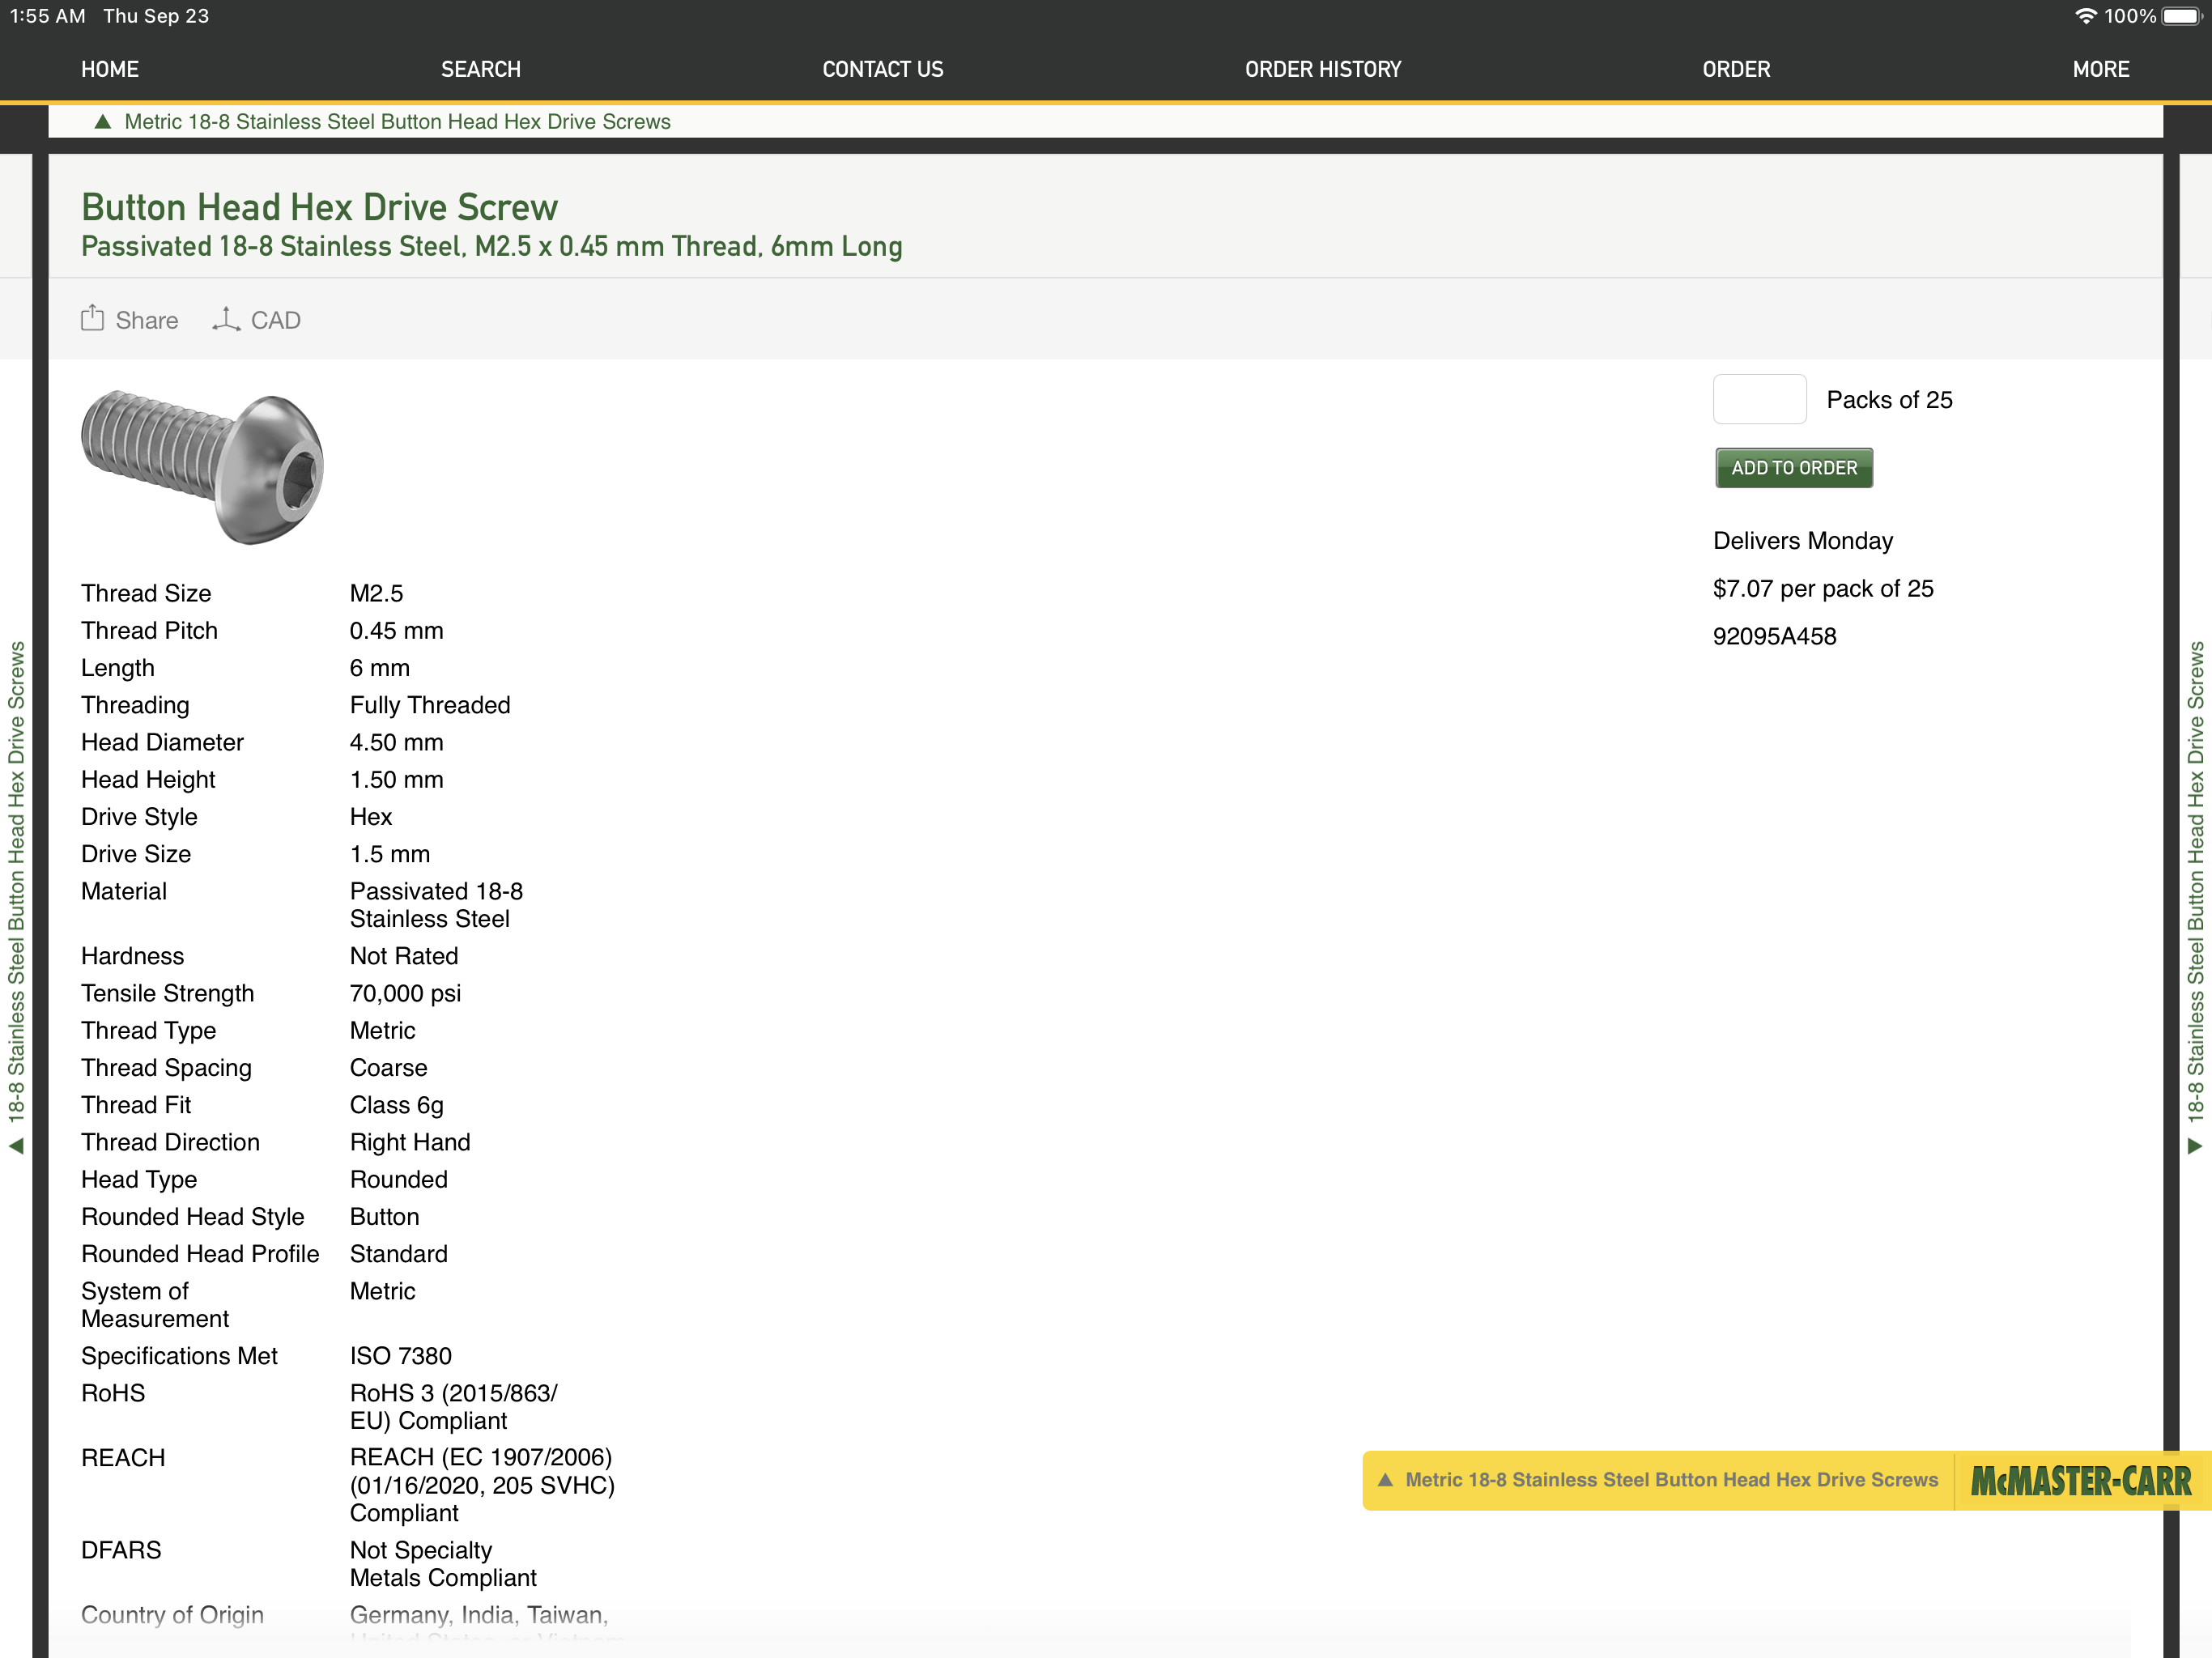 1:55 AM Thu Sep 23 100%
HOME SEARCH CONTACT US ORDER HISTORY ORDER MORE
▲ Metric 18-8 Stainless Steel Button Head Hex Drive Screws
Button Head Hex Drive Screw
Passivated 18-8 Stainless Steel, M2.5 x 0.45 mm Thread, 6mm Long
Share CAD
Packs of 25
ADD TO ORDER
Delivers Monday
$7.07 per pack of 25
92095A458
Thread Size M2.5
Thread Pitch 0.45 mm
Length 6 mm
Threading Fully Threaded
Head Diameter 4.50 mm
Head Height 1.50 mm
Drive Style Hex
Drive Size 1.5 mm
Material Passivated 18-8
Stainless Steel
Hardness Not Rated
Tensile Strength 70,000 psi
Thread Type Metric
Thread Spacing Coarse
Thread Fit Class 6g
Thread Direction Right Hand
Head Type Rounded
Rounded Head Style Button
Rounded Head Profile Standard
System of Metric
Measurement
Specifications Met ISO 7380
RoHS RoHS 3 (2015/863/
EU) Compliant
REACH REACH (EC 1907/2006)
(01/16/2020, 205 SVHC)
Compliant
DFARS Not Specialty
Metals Compliant
Country of Origin Germany, India, Taiwan,
United States, or Vietnam
18-8 Stainless Steel Button Head Hex Drive Screws
18-8 Stainless Steel Button Head Hex Drive Screws
▲ Metric 18-8 Stainless Steel Button Head Hex Drive Screws McMASTER-CARR